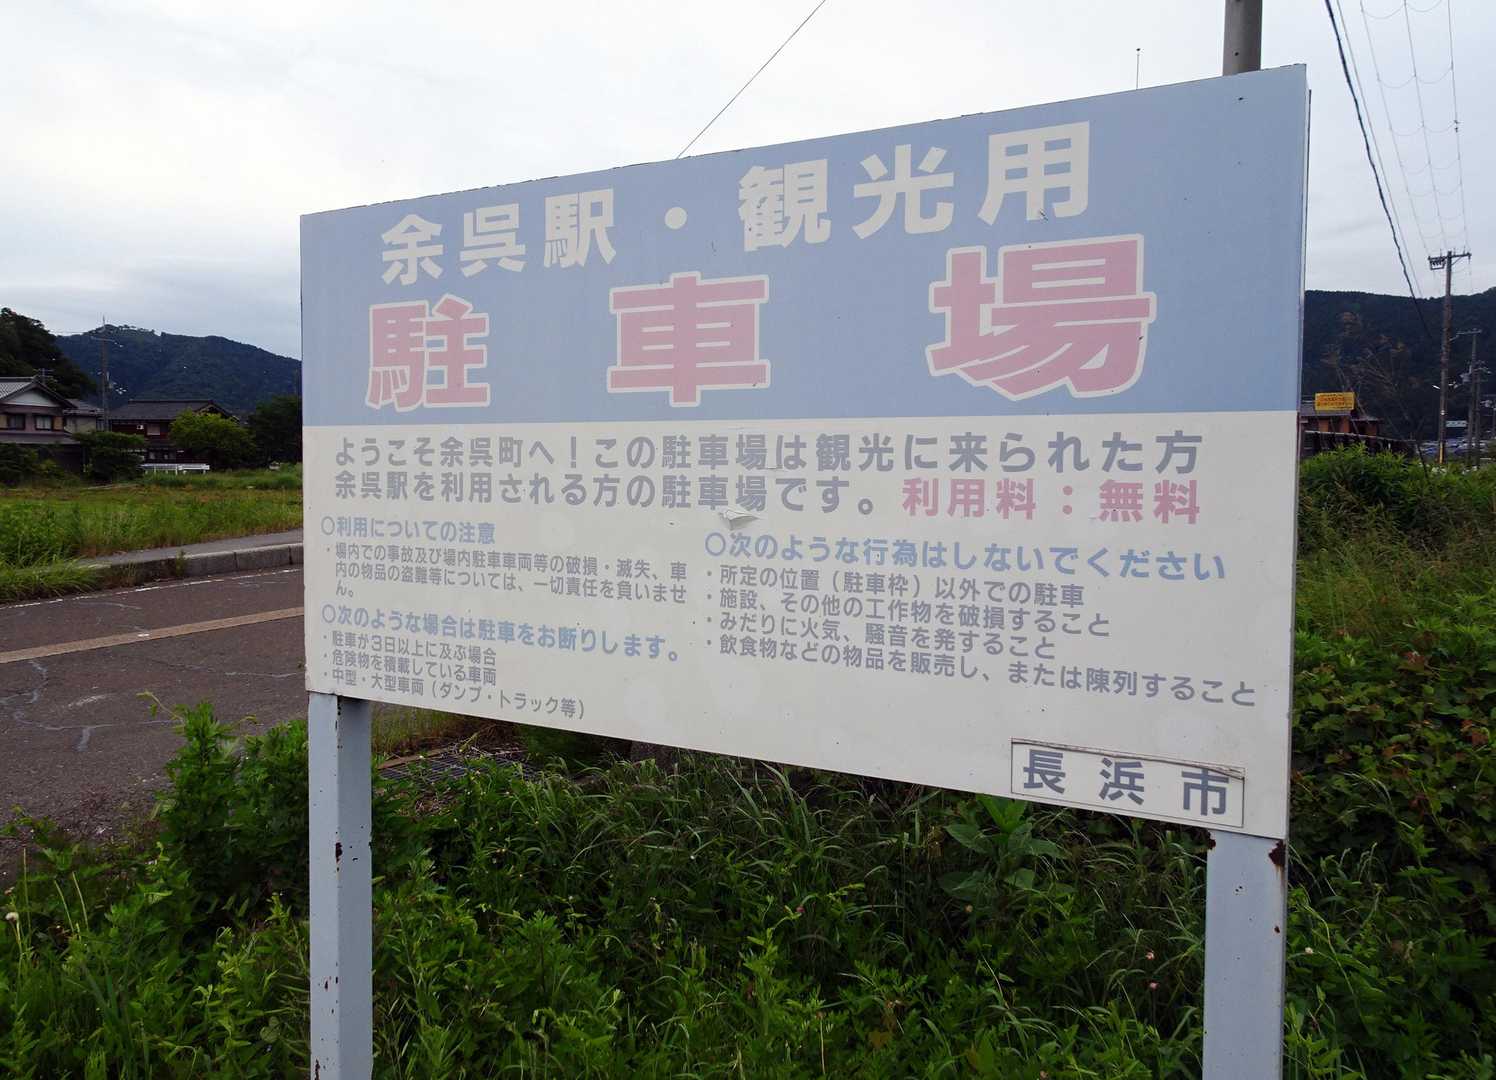 余呉駅・観光用
駐車場
ようこそ余呉町へ！この駐車場は観光に来られた方
余呉駅を利用される方の駐車場です。利用料：無料
○利用についての注意
・場内での事故及び場内駐車車両等の破損・滅失、車
内の物品の盗難等については、一切責任を負いませ
ん。
○次のような場合は駐車をお断りします。
・駐車が3日以上に及ぶ場合
・危険物を積載している車両
・中型・大型車両（ダンプ・トラック等）
○次のような行為はしないでください
・所定の位置（駐車枠）以外での駐車
・施設、その他の工作物を破損すること
・みだりに火気、騒音を発すること
・飲食物などの物品を販売し、または陳列すること
長浜市